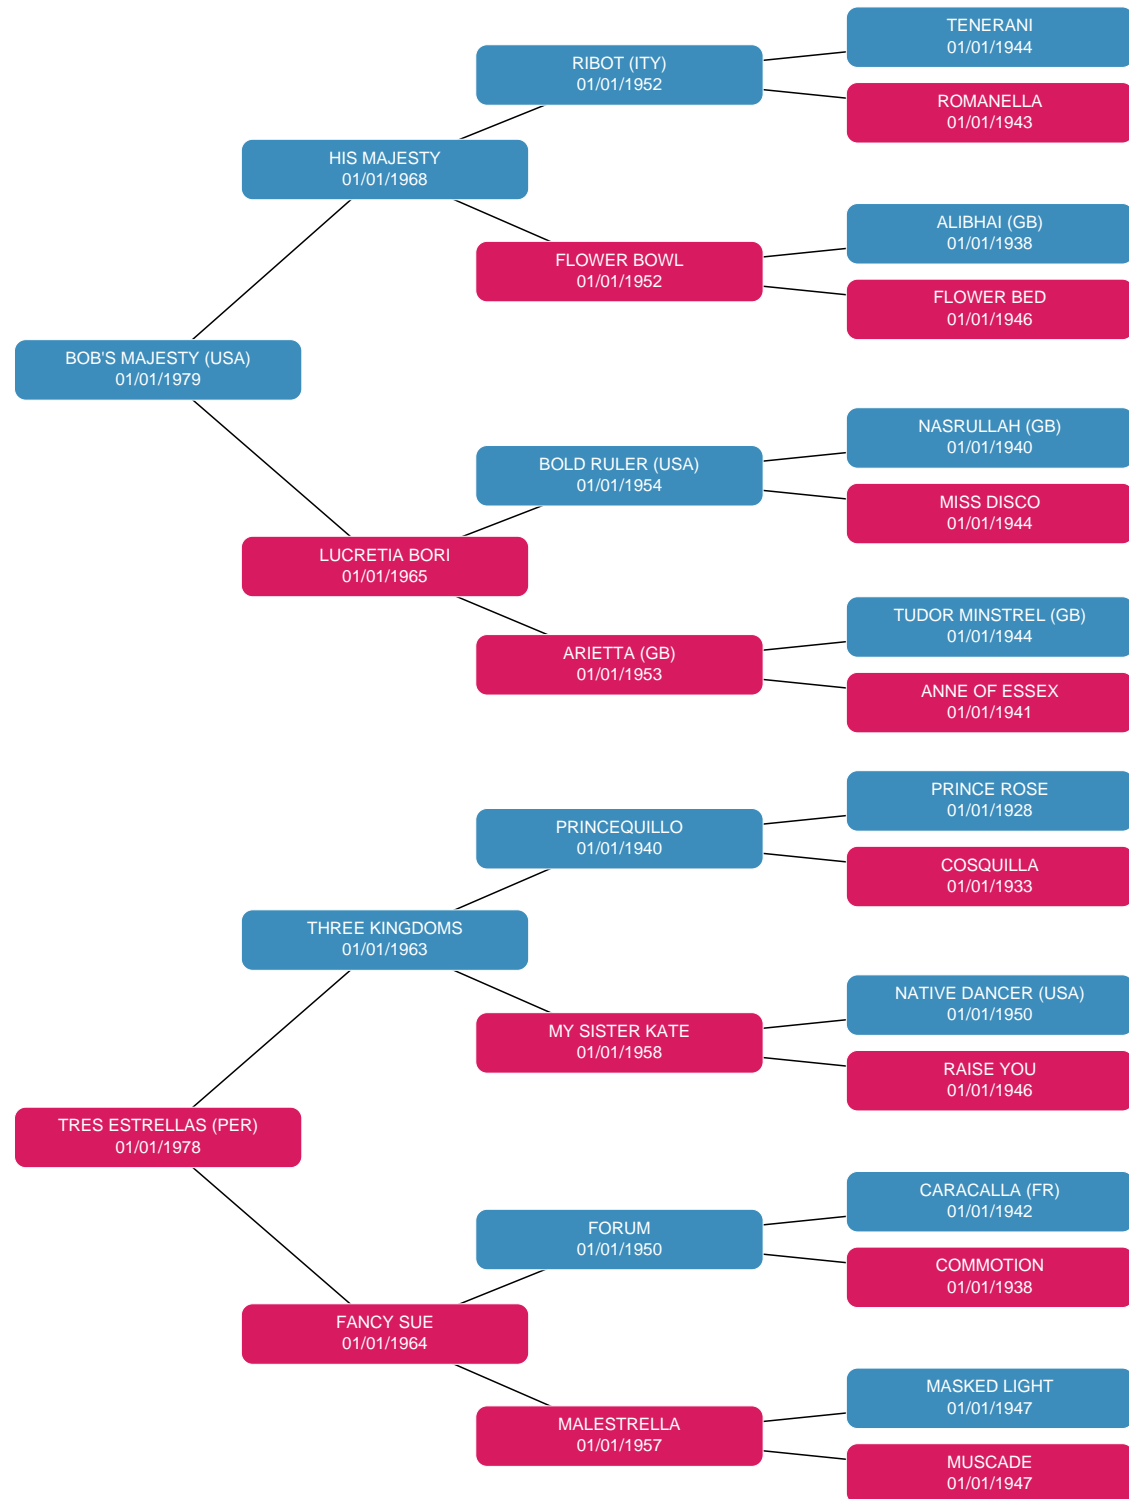 TENERANI
01/01/1944
RIBOT (ITY)
01/01/1952
ROMANELLA
01/01/1943
HIS MAJESTY
01/01/1968
ALIBHAI (GB)
01/01/1938
FLOWER BOWL
01/01/1952
FLOWER BED
01/01/1946
BOB'S MAJESTY (USA)
01/01/1979
NASRULLAH (GB)
01/01/1940
BOLD RULER (USA)
01/01/1954
MISS DISCO
01/01/1944
LUCRETIA BORI
01/01/1965
TUDOR MINSTREL (GB)
01/01/1944
ARIETTA (GB)
01/01/1953
ANNE OF ESSEX
01/01/1941
PRINCE ROSE
01/01/1928
PRINCEQUILLO
01/01/1940
COSQUILLA
01/01/1933
THREE KINGDOMS
01/01/1963
NATIVE DANCER (USA)
01/01/1950
MY SISTER KATE
01/01/1958
RAISE YOU
01/01/1946
TRES ESTRELLAS (PER)
01/01/1978
CARACALLA (FR)
01/01/1942
FORUM
01/01/1950
COMMOTION
01/01/1938
FANCY SUE
01/01/1964
MASKED LIGHT
01/01/1947
MALESTRELLA
01/01/1957
MUSCADE
01/01/1947